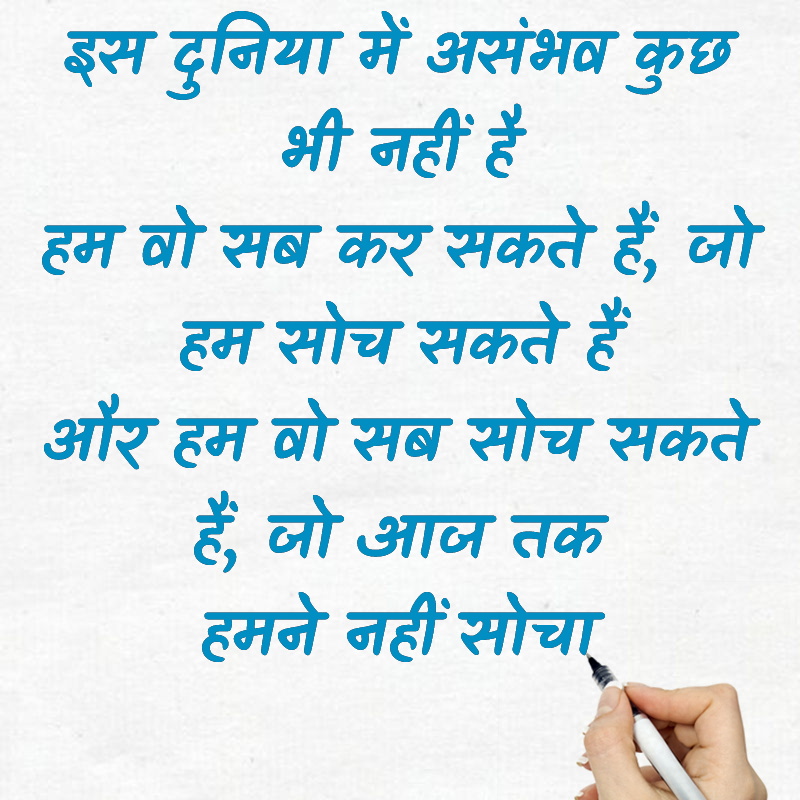 इस दुनिया में असंभव कुछ
भी नहीं है
हम वो सब कर सकते हैं, जो
हम सोच सकते हैं
और हम वो सब सोच सकते
हैं, जो आज तक
हमने नहीं सोचा